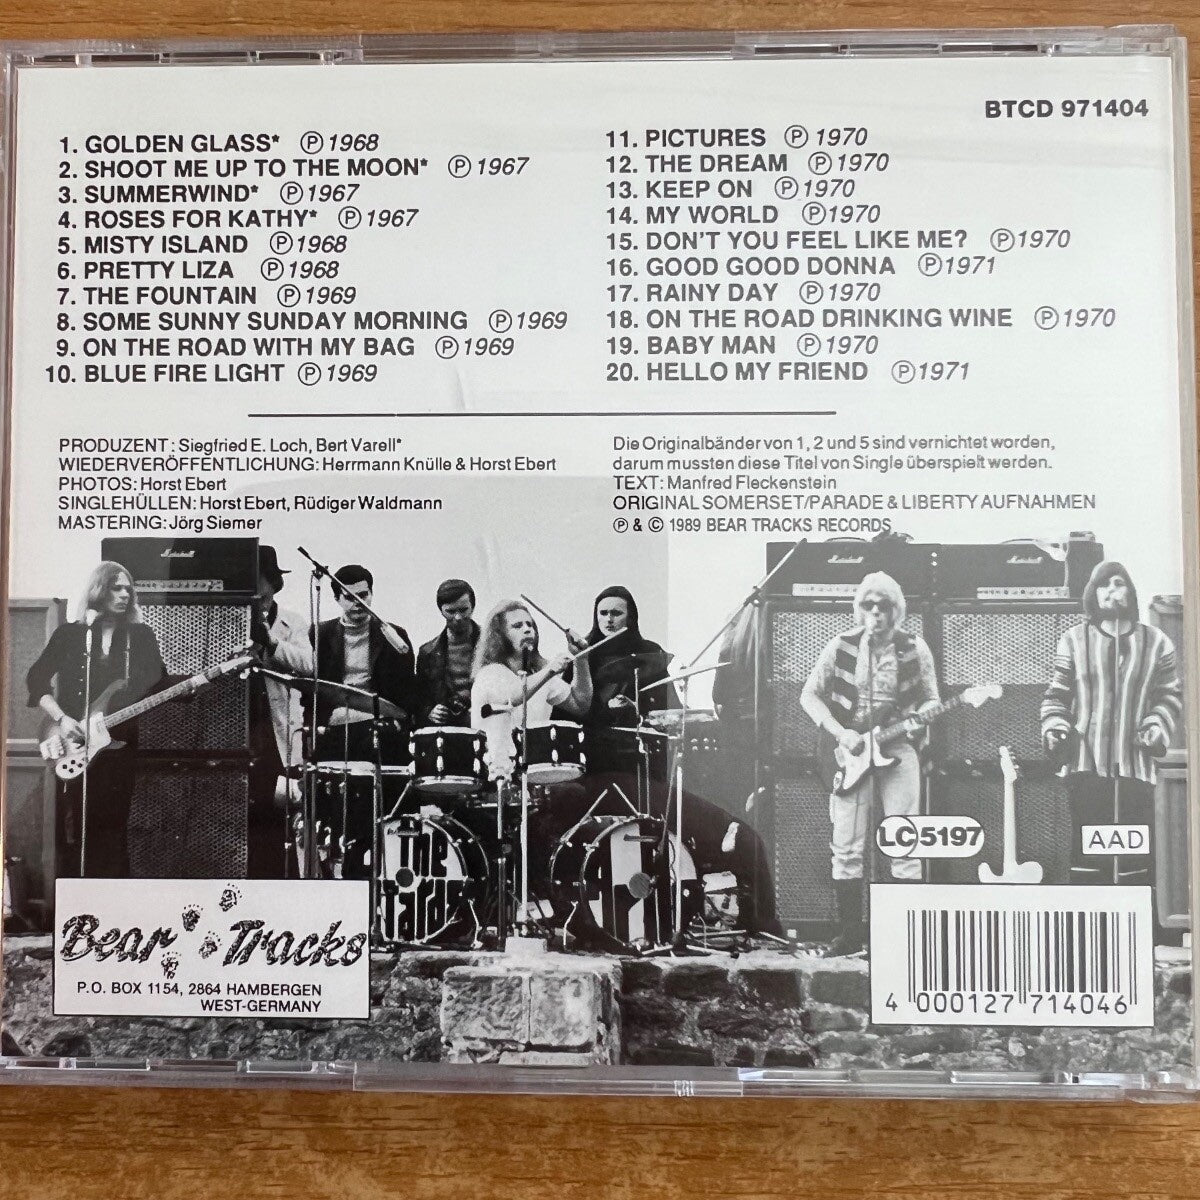 BTCD 971404
1. GOLDEN GLASS* Ⓟ 1968
2. SHOOT ME UP TO THE MOON* Ⓟ 1967
3. SUMMERWIND* Ⓟ 1967
4. ROSES FOR KATHY* Ⓟ 1967
5. MISTY ISLAND Ⓟ 1968
6. PRETTY LIZA Ⓟ 1968
7. THE FOUNTAIN Ⓟ 1969
8. SOME SUNNY SUNDAY MORNING Ⓟ 1969
9. ON THE ROAD WITH MY BAG Ⓟ 1969
10. BLUE FIRE LIGHT Ⓟ 1969
11. PICTURES Ⓟ 1970
12. THE DREAM Ⓟ 1970
13. KEEP ON Ⓟ 1970
14. MY WORLD Ⓟ 1970
15. DON'T YOU FEEL LIKE ME? Ⓟ 1970
16. GOOD GOOD DONNA Ⓟ 1971
17. RAINY DAY Ⓟ 1970
18. ON THE ROAD DRINKING WINE Ⓟ 1970
19. BABY MAN Ⓟ 1970
20. HELLO MY FRIEND Ⓟ 1971
PRODUZENT: Siegfried E. Loch, Bert Varell*
WIEDERVERÖFFENTLICHUNG: Herrmann Knülle & Horst Ebert
PHOTOS: Horst Ebert
SINGLEHÜLLEN: Horst Ebert, Rüdiger Waldmann
MASTERING: Jörg Siemer
Die Originalbänder von 1, 2 und 5 sind vernichtet worden,
darum mussten diese Titel von Single überspielt werden.
TEXT: Manfred Fleckenstein
ORIGINAL SOMERSET/PARADE & LIBERTY AUFNAHMEN
Ⓟ & © 1989 BEAR TRACKS RECORDS
Marshall
Marshall
Marshall
the
LC 5197
AAD
Bear Tracks
P.O. BOX 1154, 2864 HAMBERGEN
WEST-GERMANY
4 000127 714046